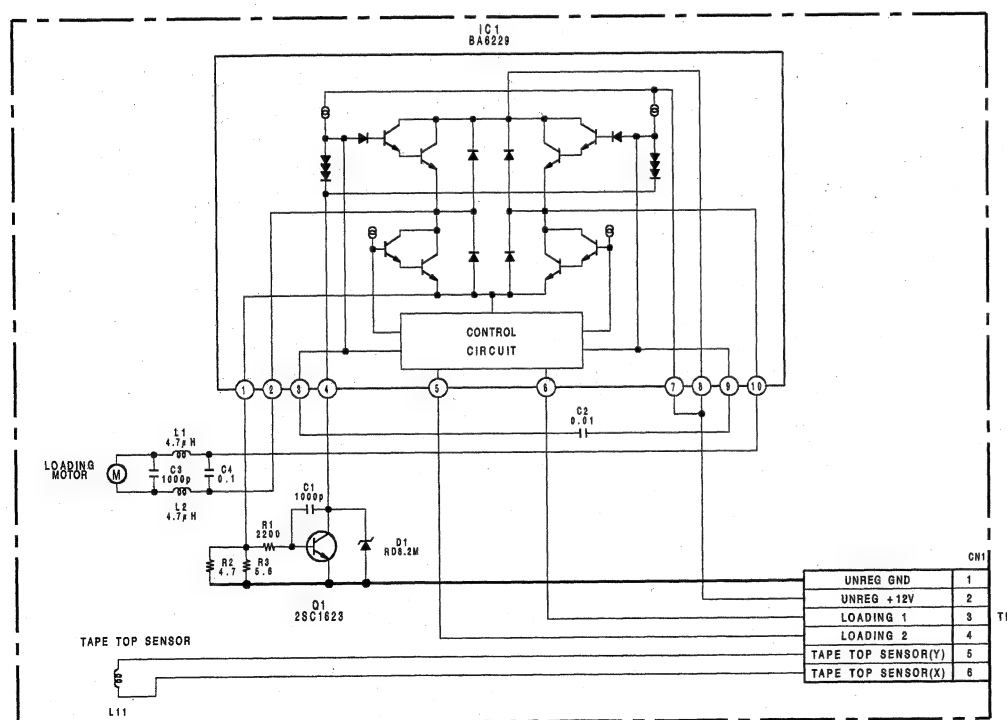 IC1
BA6229
CONTROL
CIRCUIT
1
2
3
4
5
6
7
8
9
10
C2
0.01
L1
4.7μH
LOADING
MOTOR
M
C3
1000p
C4
0.1
L2
4.7μH
C1
1000p
R1
2200
R2
4.7
R3
5.6
D1
RD8.2M
Q1
2SC1623
CN1
UNREG GND 1
UNREG +12V 2
LOADING 1 3
LOADING 2 4
TAPE TOP SENSOR(Y) 5
TAPE TOP SENSOR(X) 6
TAPE TOP SENSOR
L11